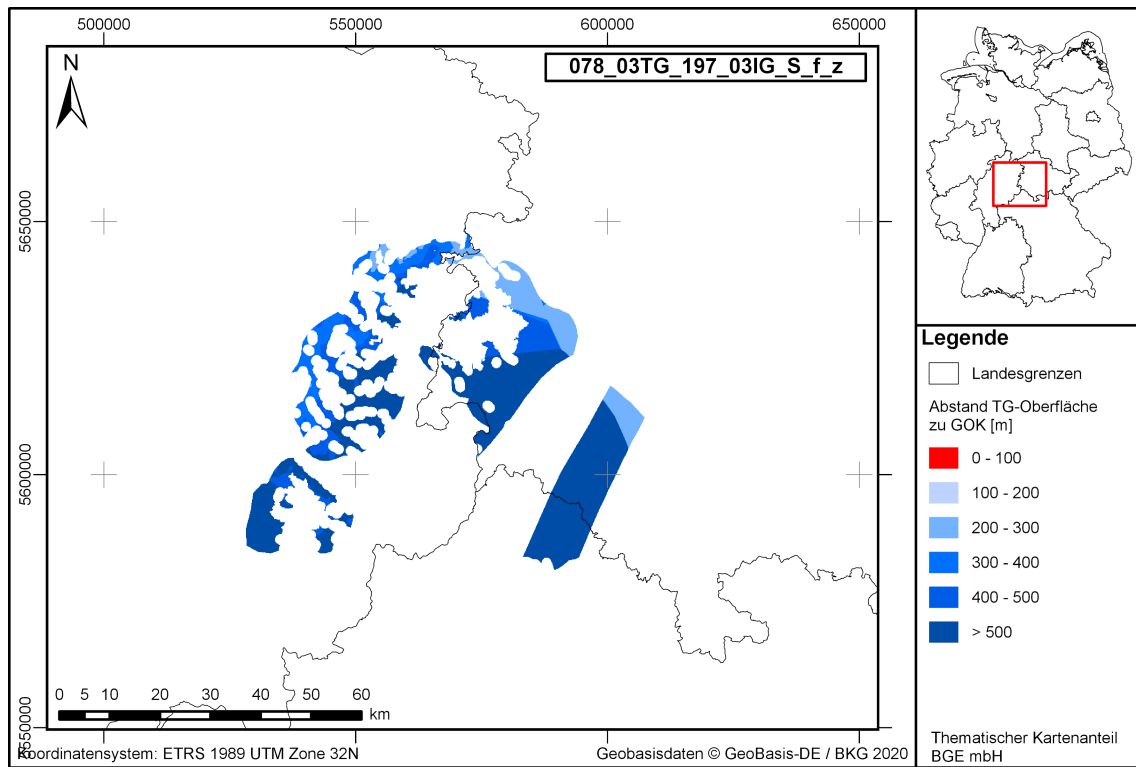 500000
550000
600000
650000
078_03TG_197_03IG_S_f_z
N
5650000
5600000
5550000
0 5 10 20 30 40 50 60
km
Koordinatensystem: ETRS 1989 UTM Zone 32N
Geobasisdaten © GeoBasis-DE / BKG 2020
Legende
Landesgrenzen
Abstand TG-Oberfläche
zu GOK [m]
0 - 100
100 - 200
200 - 300
300 - 400
400 - 500
> 500
Thematischer Kartenanteil
BGE mbH